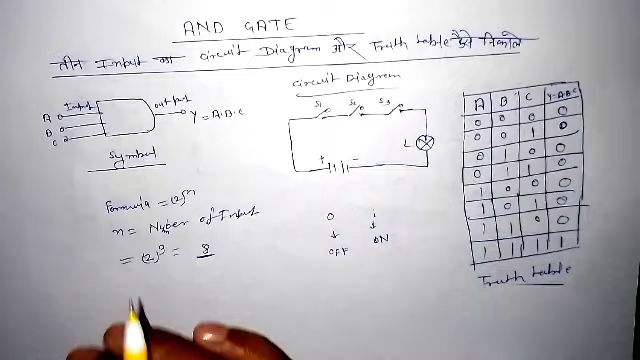 AND GATE
तीन Input का Circuit Diagram और Truth table कैसे निकाले
Input
output
A
B
C
Y = A.B.C
Symbol
Formula = (2)ⁿ
n = Nyber of Input
= (2)³ = 8
Circuit Diagram
S1 S2 S3
L
+ -
0 1
↓ ↓
OFF ON
A B C Y=A.B.C
0 0 0 0
0 0 1 0
0 1 0 0
0 1 1 0
1 0 0 0
1 0 1 0
1 1 0 0
1 1 1 1
Truth table